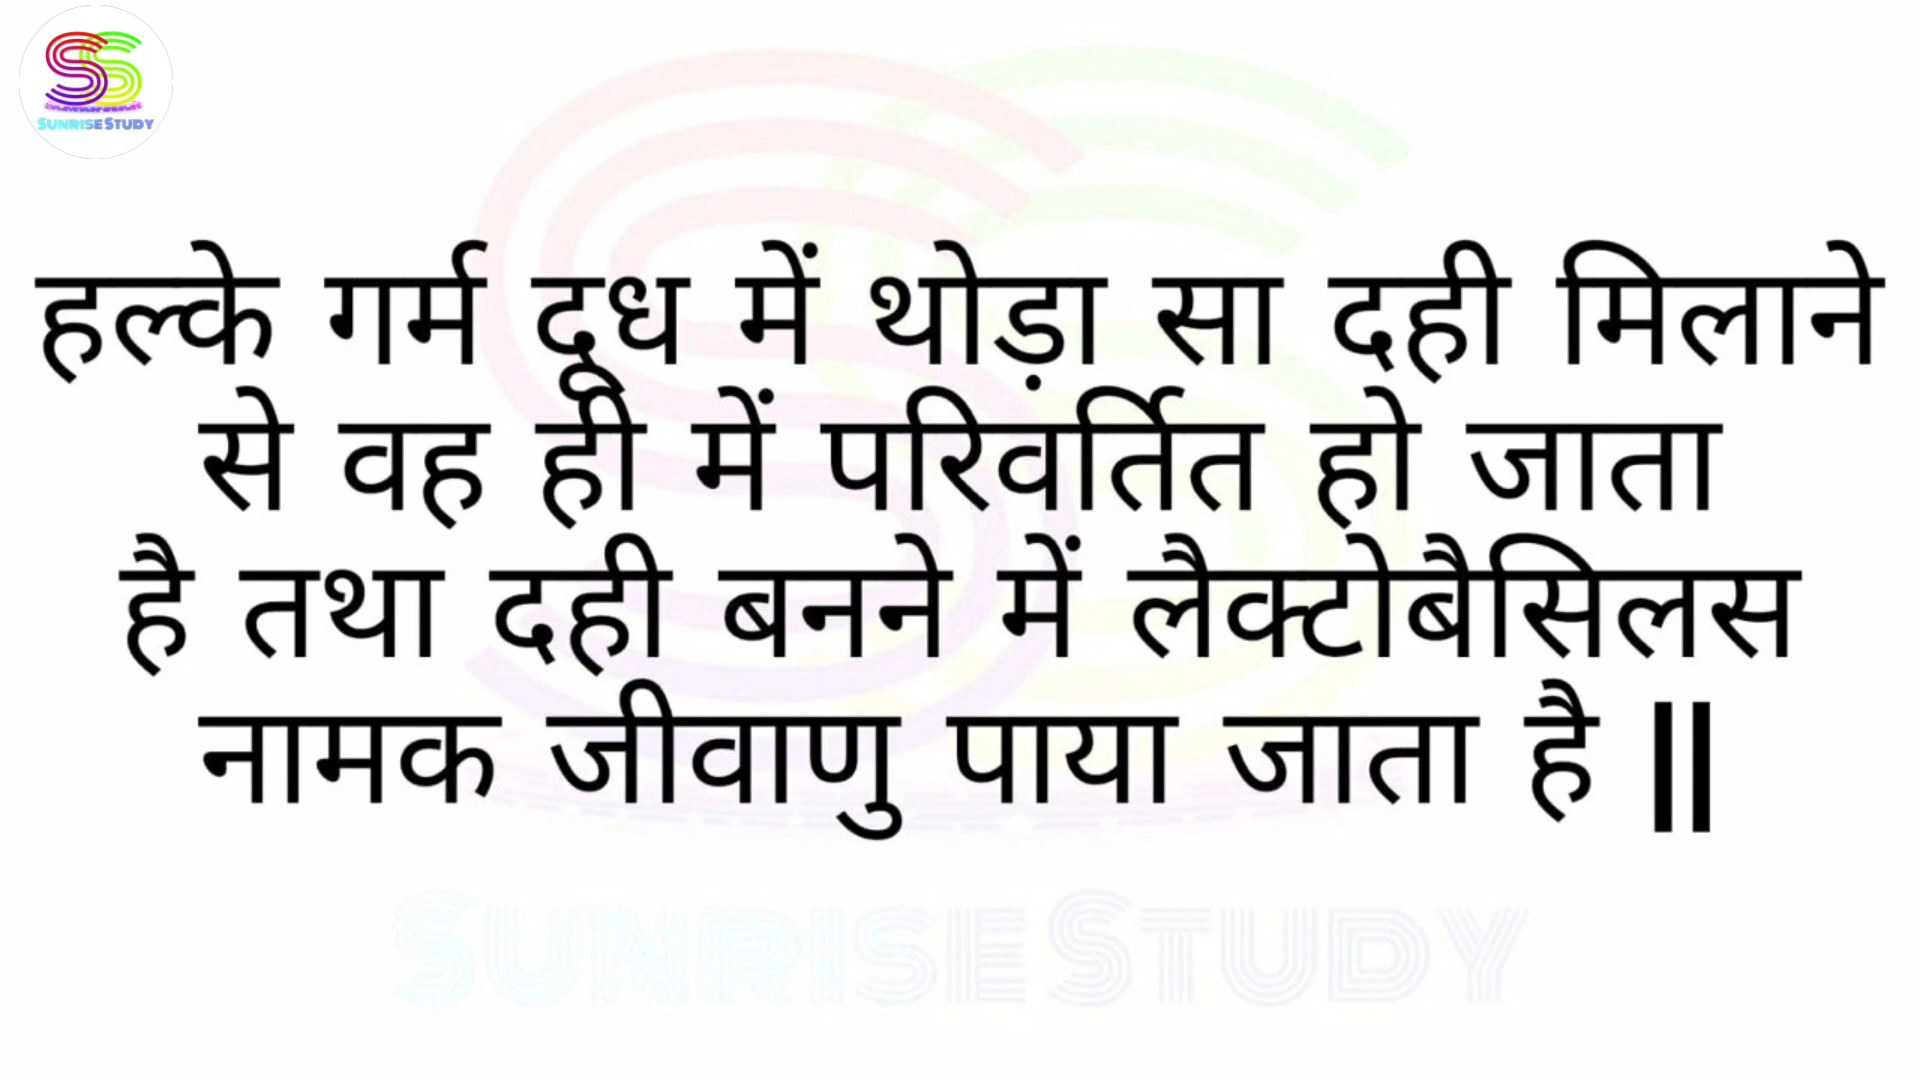 SUNRISE STUDY
हल्के गर्म दूध में थोड़ा सा दही मिलाने
से वह ही में परिवर्तित हो जाता
है तथा दही बनने में लैक्टोबैसिलस
नामक जीवाणु पाया जाता है ||
SUNRISE STUDY